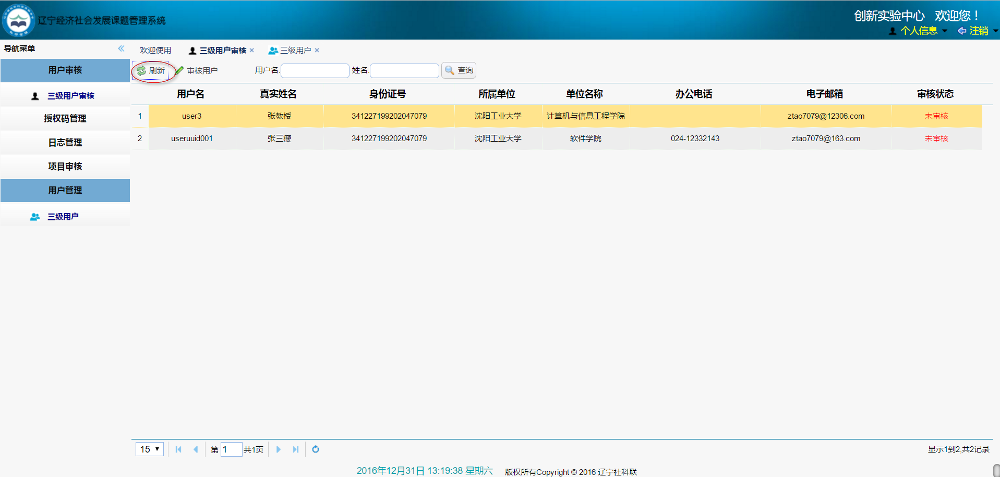 辽宁经济社会发展课题管理系统
创新实验中心 欢迎您！
个人信息 注销
导航菜单
欢迎使用 三级用户审核 三级用户
用户审核
三级用户审核
授权码管理
日志管理
项目审核
用户管理
三级用户
刷新 审核用户 用户名: 姓名: 查询
用户名 真实姓名 身份证号 所属单位 单位名称 办公电话 电子邮箱 审核状态
1 user3 张教授 341227199202047079 沈阳工业大学 计算机与信息工程学院 ztao7079@12306.com 未审核
2 useruuid001 张三瘦 341227199202047079 沈阳工业大学 软件学院 024-12332143 ztao7079@163.com 未审核
15 第 1 共1页 显示1到2,共2记录
2016年12月31日 13:19:38 星期六 版权所有Copyright © 2016 辽宁社科联